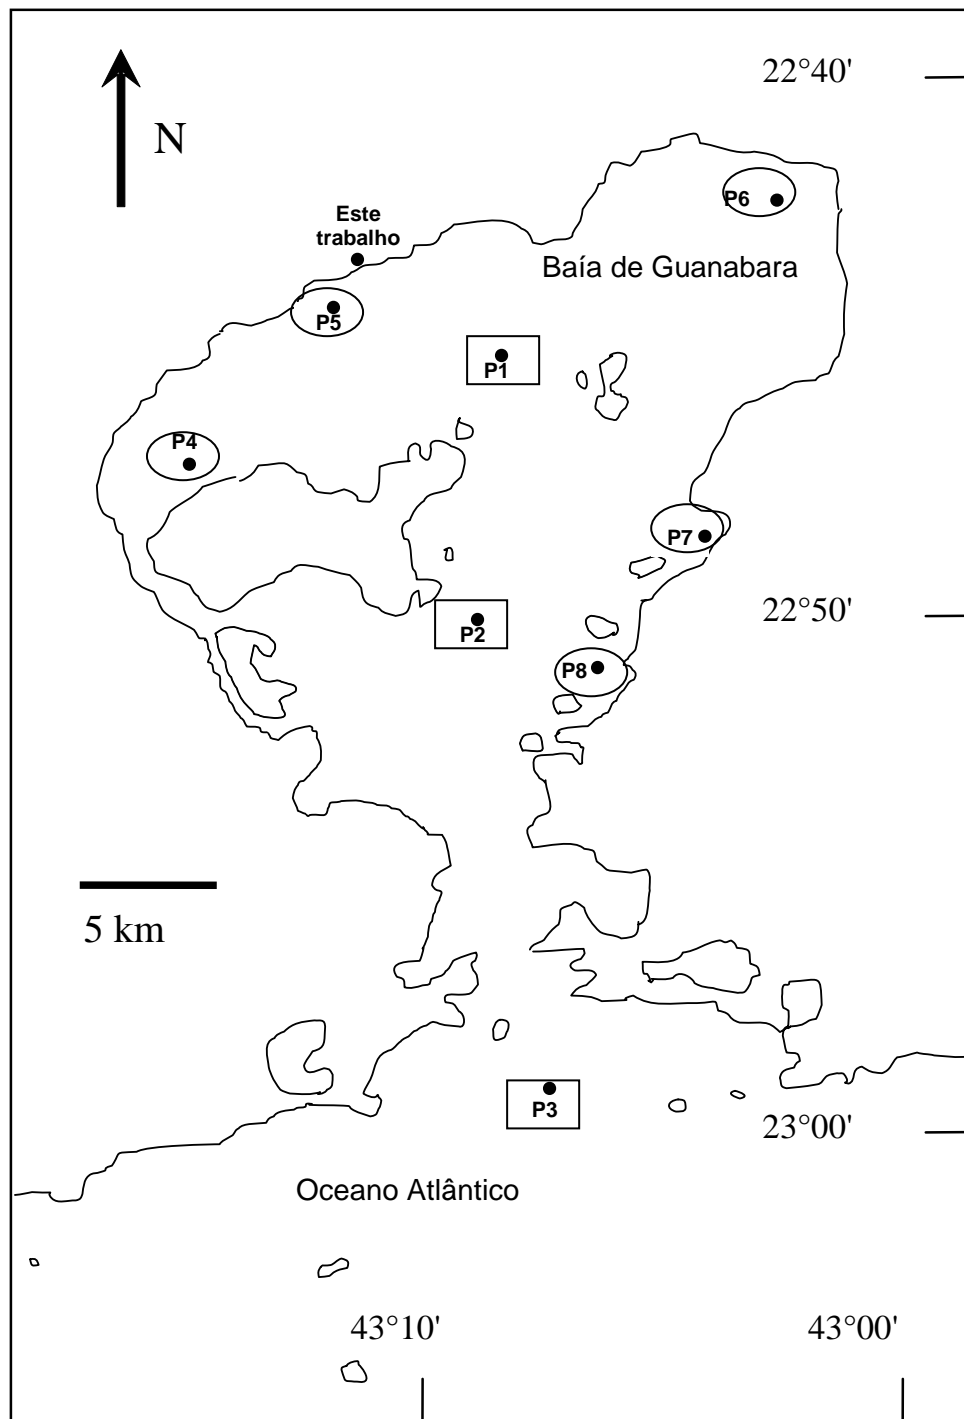 22°40'
N
P6
Este
trabalho
Baía de Guanabara
P5
P1
P4
P7
22°50'
P2
P8
5 km
P3
23°00'
Oceano Atlântico
43°10'
43°00'